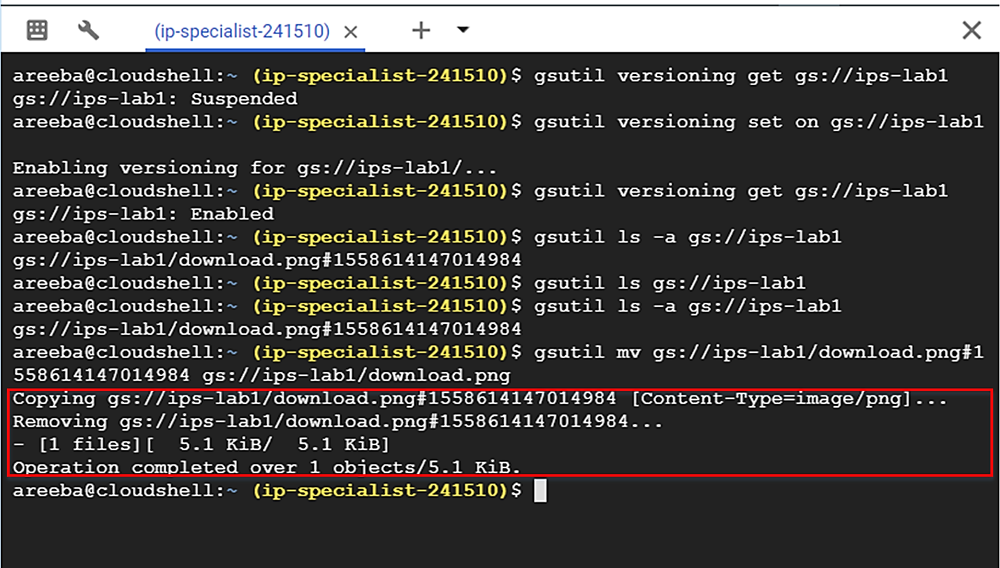 (ip-specialist-241510)
areeba@cloudshell:~ (ip-specialist-241510)$ gsutil versioning get gs://ips-lab1
gs://ips-lab1: Suspended
areeba@cloudshell:~ (ip-specialist-241510)$ gsutil versioning set on gs://ips-lab1
Enabling versioning for gs://ips-lab1/...
areeba@cloudshell:~ (ip-specialist-241510)$ gsutil versioning get gs://ips-lab1
gs://ips-lab1: Enabled
areeba@cloudshell:~ (ip-specialist-241510)$ gsutil ls -a gs://ips-lab1
gs://ips-lab1/download.png#1558614147014984
areeba@cloudshell:~ (ip-specialist-241510)$ gsutil ls gs://ips-lab1
areeba@cloudshell:~ (ip-specialist-241510)$ gsutil ls -a gs://ips-lab1
gs://ips-lab1/download.png#1558614147014984
areeba@cloudshell:~ (ip-specialist-241510)$ gsutil mv gs://ips-lab1/download.png#1
558614147014984 gs://ips-lab1/download.png
Copying gs://ips-lab1/download.png#1558614147014984 [Content-Type=image/png]...
Removing gs://ips-lab1/download.png#1558614147014984...
- [1 files][  5.1 KiB/  5.1 KiB]
Operation completed over 1 objects/5.1 KiB.
areeba@cloudshell:~ (ip-specialist-241510)$